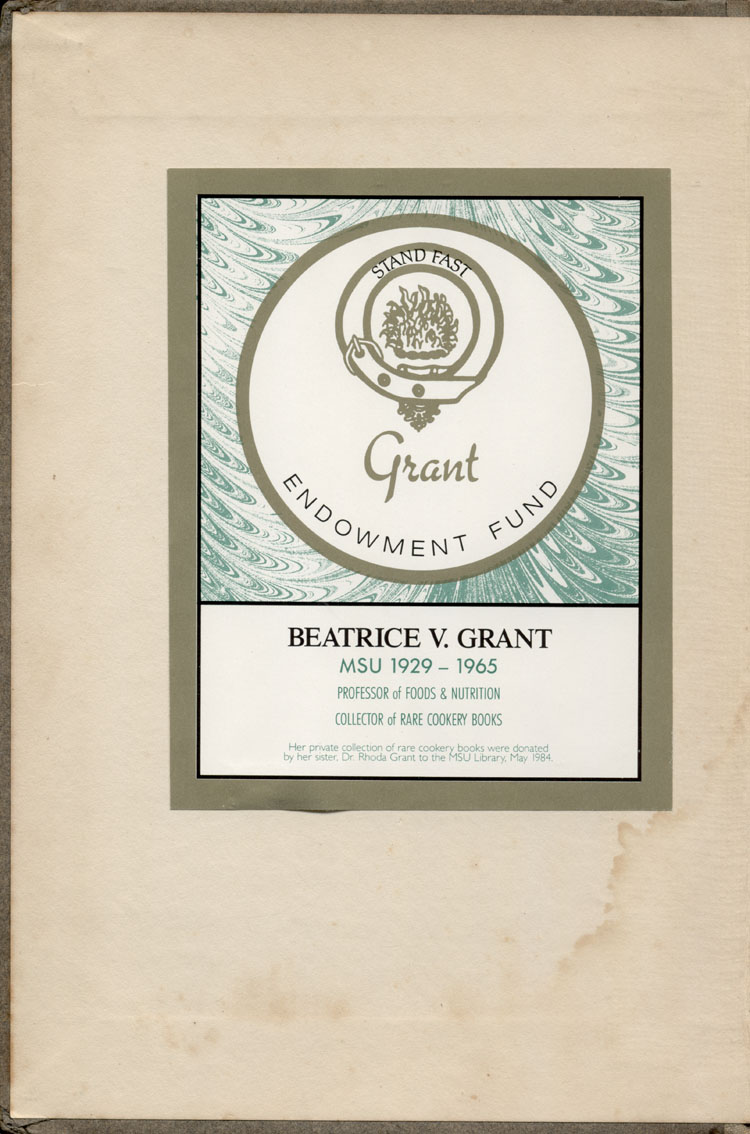 STAND FAST
Grant
ENDOWMENT FUND
BEATRICE V. GRANT
MSU 1929 – 1965
PROFESSOR of FOODS & NUTRITION
COLLECTOR of RARE COOKERY BOOKS
Her private collection of rare cookery books were donated
by her sister, Dr. Rhoda Grant to the MSU Library, May 1984.